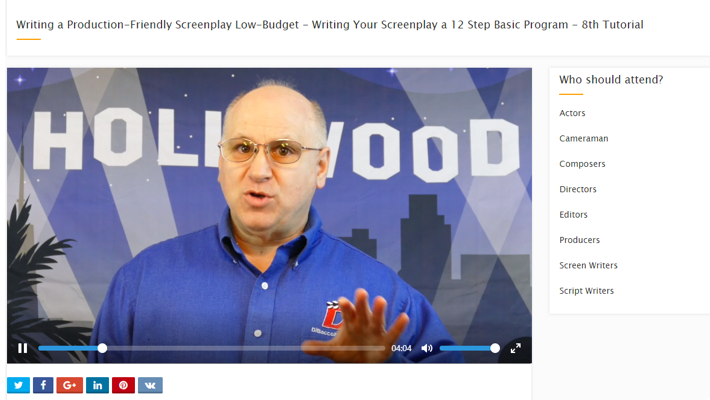 Writing a Production-Friendly Screenplay Low-Budget - Writing Your Screenplay a 12 Step Basic Program - 8th Tutorial
HOLLYWOOD
04:04
Who should attend?
Actors
Cameraman
Composers
Directors
Editors
Producers
Screen Writers
Script Writers